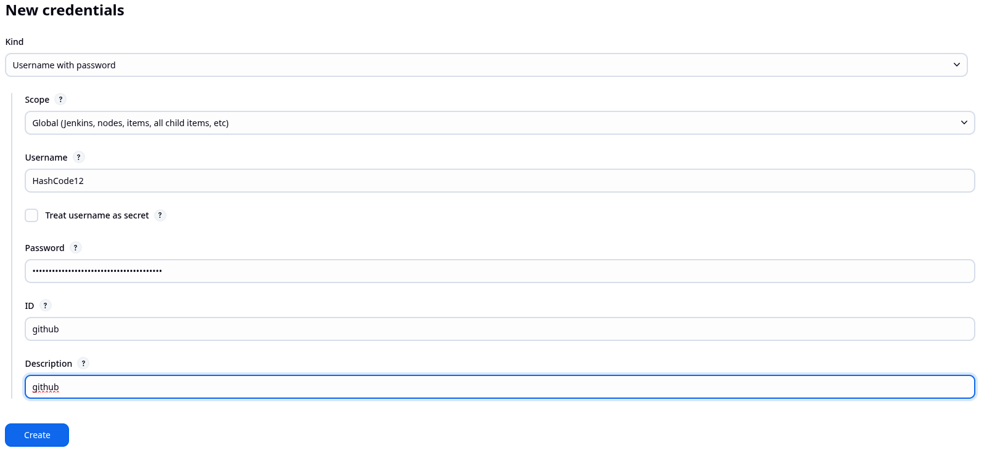 New credentials
Kind
Username with password
Scope ?
Global (Jenkins, nodes, items, all child items, etc)
Username ?
HashCode12
Treat username as secret ?
Password ?
••••••••••••••••••••••••••••••••••••••••
ID ?
github
Description ?
github
Create